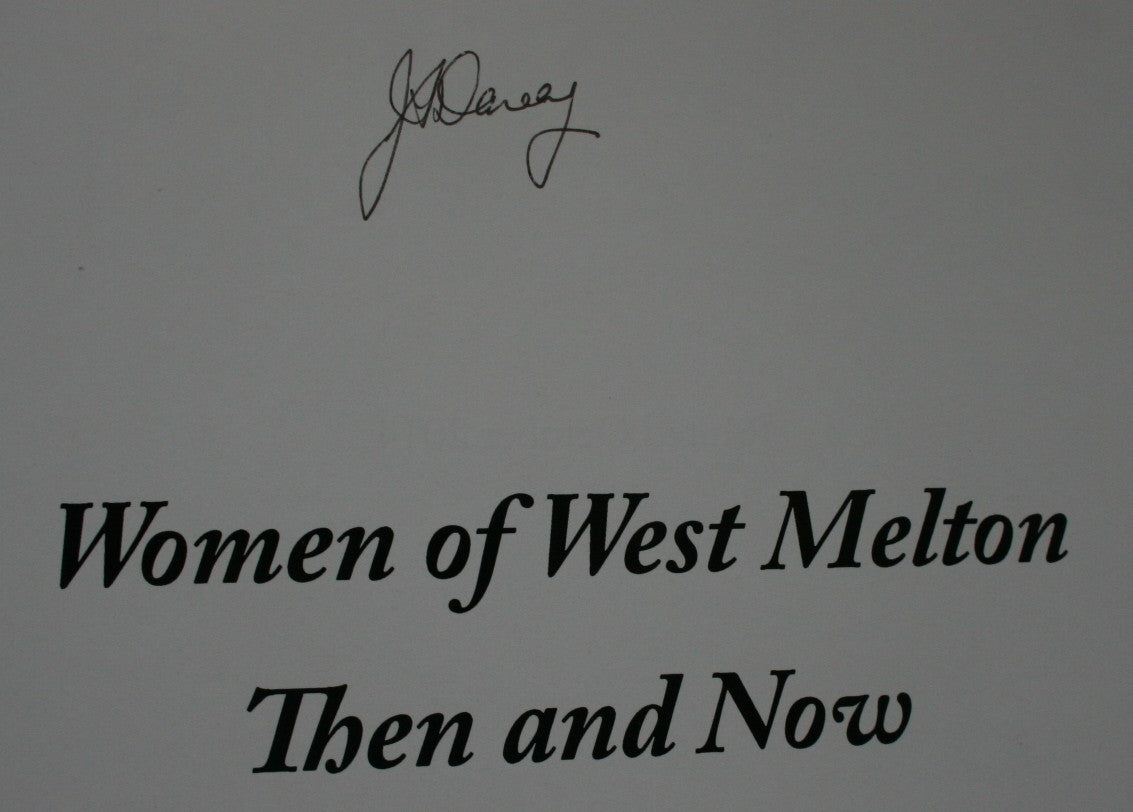 Women of West Melton
Then and Now